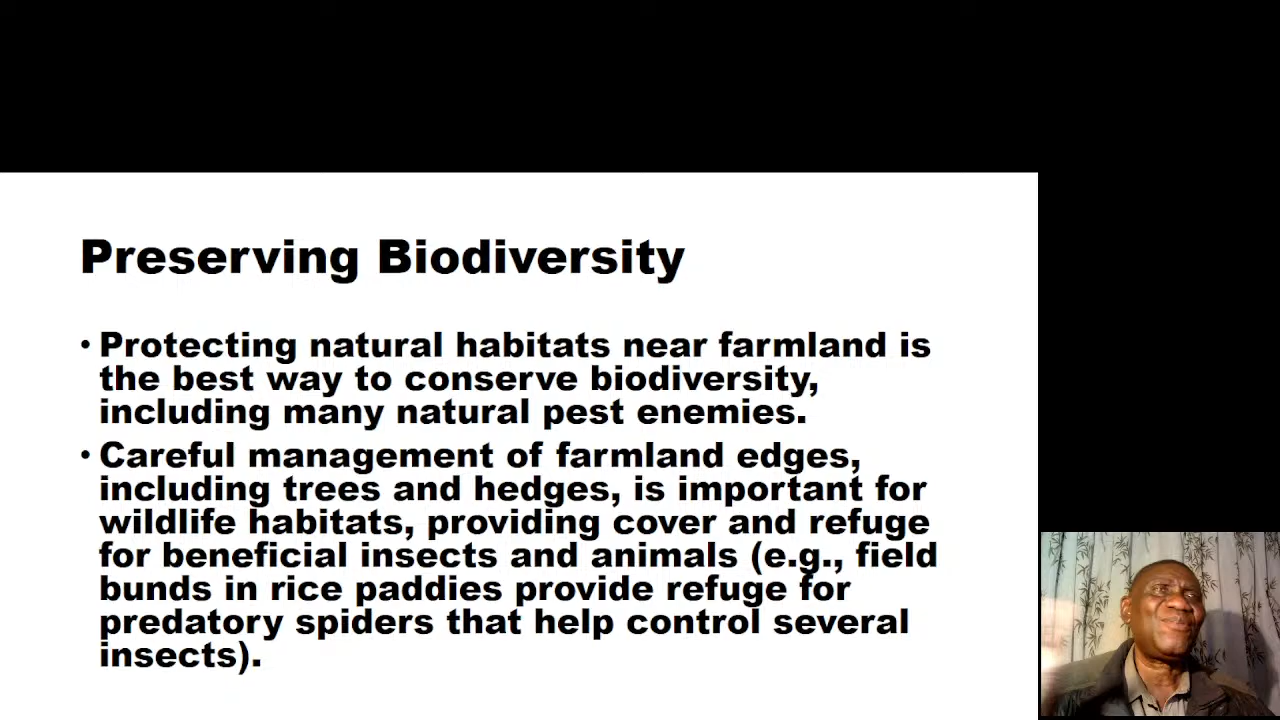 Preserving Biodiversity
• Protecting natural habitats near farmland is
the best way to conserve biodiversity,
including many natural pest enemies.
• Careful management of farmland edges,
including trees and hedges, is important for
wildlife habitats, providing cover and refuge
for beneficial insects and animals (e.g., field
bunds in rice paddies provide refuge for
predatory spiders that help control several
insects).